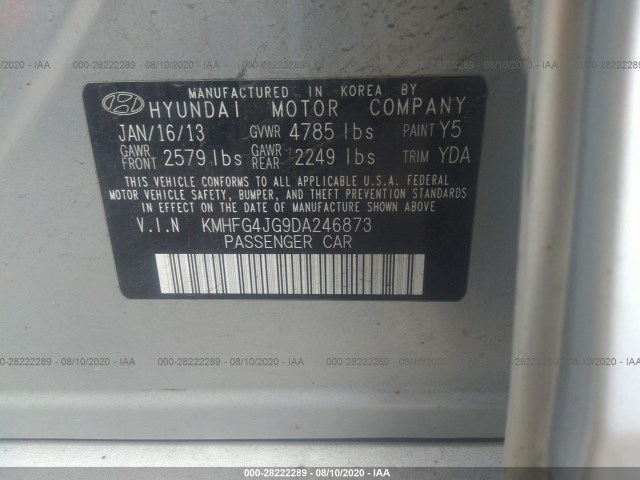 000-28222289 - 08/10/2020 - IAA
MANUFACTURED IN KOREA BY
HYUNDAI MOTOR COMPANY
JAN/16/13 GVWR 4785 lbs PAINT Y5
GAWR FRONT 2579 lbs GAWR REAR 2249 lbs TRIM YDA
THIS VEHICLE CONFORMS TO ALL APPLICABLE U.S.A. FEDERAL
MOTOR VEHICLE SAFETY, BUMPER, AND THEFT PREVENTION STANDARDS
IN EFFECT ON THE DATE OF MANUFACTURE SHOWN ABOVE
V.I.N KMHFG4JG9DA246873
PASSENGER CAR
000-28222289 - 08/10/2020 - IAA
000-28222289 - 08/10/2020 - IAA